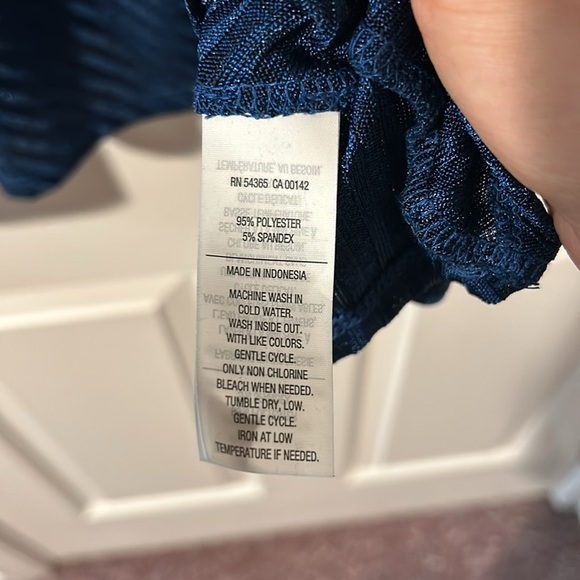 RN 54365 CA 00142
95% POLYESTER
5% SPANDEX
MADE IN INDONESIA
MACHINE WASH IN
COLD WATER.
WASH INSIDE OUT.
WITH LIKE COLORS.
GENTLE CYCLE.
ONLY NON CHLORINE
BLEACH WHEN NEEDED.
TUMBLE DRY, LOW.
GENTLE CYCLE.
IRON AT LOW
TEMPERATURE IF NEEDED.